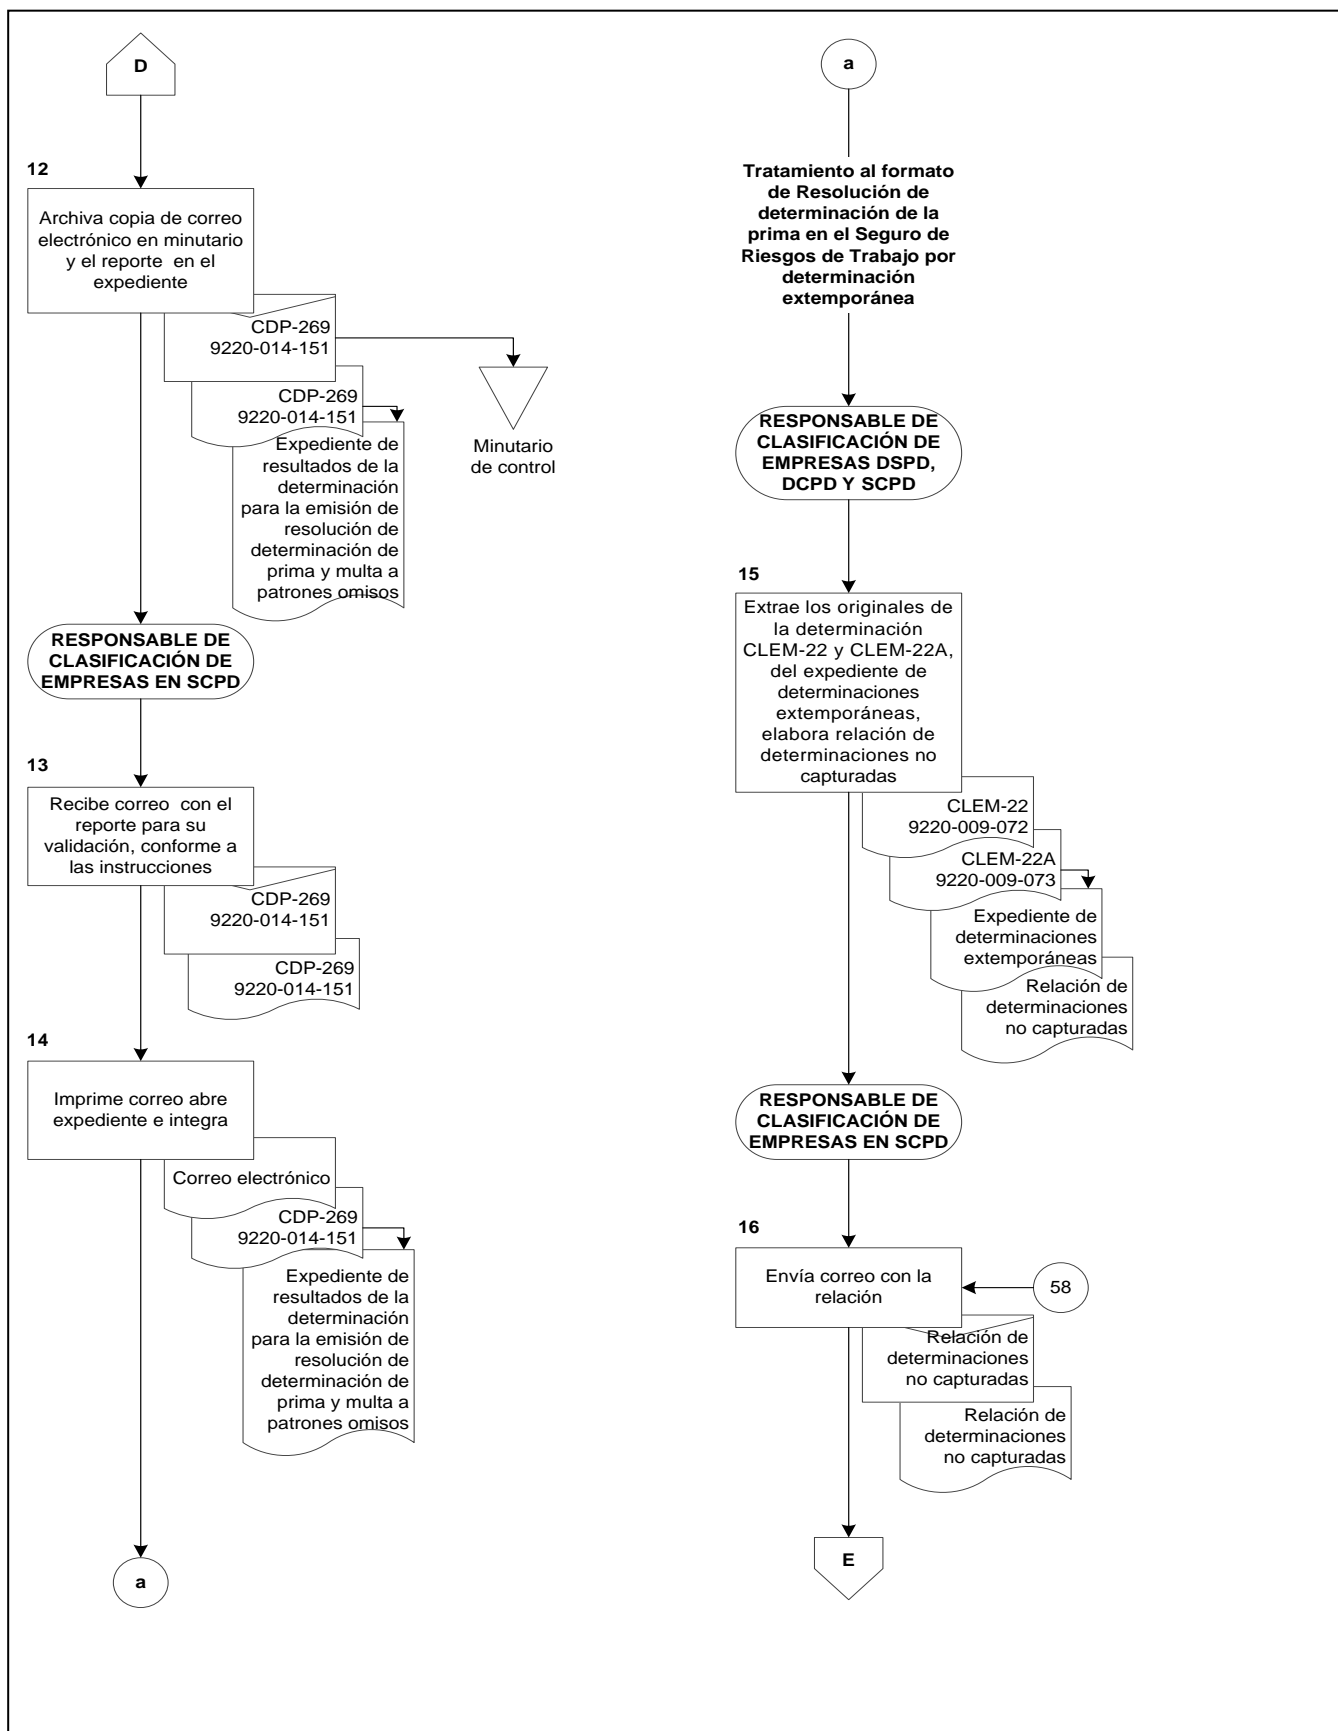 D
12
Archiva copia de correo
electrónico en minutario
y el reporte en el
expediente
CDP-269
9220-014-151
CDP-269
9220-014-151
Expediente de
resultados de la
determinación
para la emisión de
resolución de
determinación de
prima y multa a
patrones omisos
Minutario
de control
RESPONSABLE DE
CLASIFICACIÓN DE
EMPRESAS EN SCPD
13
Recibe correo con el
reporte para su
validación, conforme a
las instrucciones
CDP-269
9220-014-151
CDP-269
9220-014-151
14
Imprime correo abre
expediente e integra
Correo electrónico
CDP-269
9220-014-151
Expediente de
resultados de la
determinación
para la emisión de
resolución de
determinación de
prima y multa a
patrones omisos
a
a
Tratamiento al formato
de Resolución de
determinación de la
prima en el Seguro de
Riesgos de Trabajo por
determinación
extemporánea
RESPONSABLE DE
CLASIFICACIÓN DE
EMPRESAS DSPD,
DCPD Y SCPD
15
Extrae los originales de
la determinación
CLEM-22 y CLEM-22A,
del expediente de
determinaciones
extemporáneas,
elabora relación de
determinaciones no
capturadas
CLEM-22
9220-009-072
CLEM-22A
9220-009-073
Expediente de
determinaciones
extemporáneas
Relación de
determinaciones
no capturadas
RESPONSABLE DE
CLASIFICACIÓN DE
EMPRESAS EN SCPD
16
Envía correo con la
relación
58
Relación de
determinaciones
no capturadas
Relación de
determinaciones
no capturadas
E